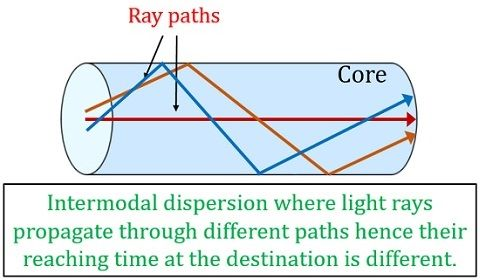 Ray paths
Core
Intermodal dispersion where light rays
propagate through different paths hence their
reaching time at the destination is different.